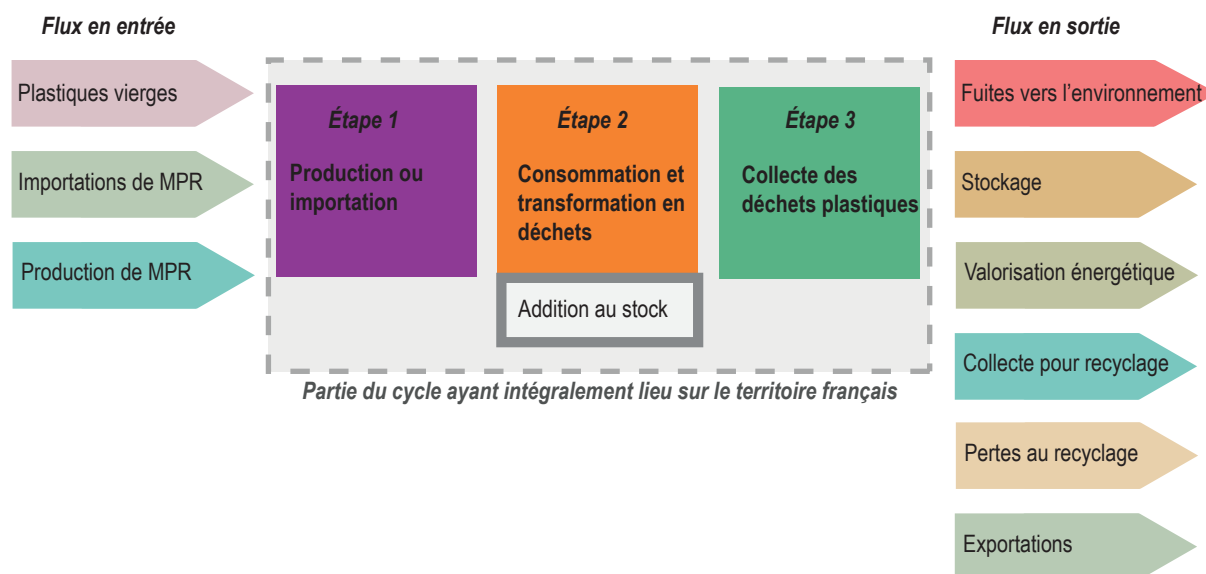 Flux en entrée
Plastiques vierges
Importations de MPR
Production de MPR
Étape 1
Production ou
importation
Étape 2
Consommation et
transformation en
déchets
Addition au stock
Étape 3
Collecte des
déchets plastiques
Partie du cycle ayant intégralement lieu sur le territoire français
Flux en sortie
Fuites vers l’environnement
Stockage
Valorisation énergétique
Collecte pour recyclage
Pertes au recyclage
Exportations